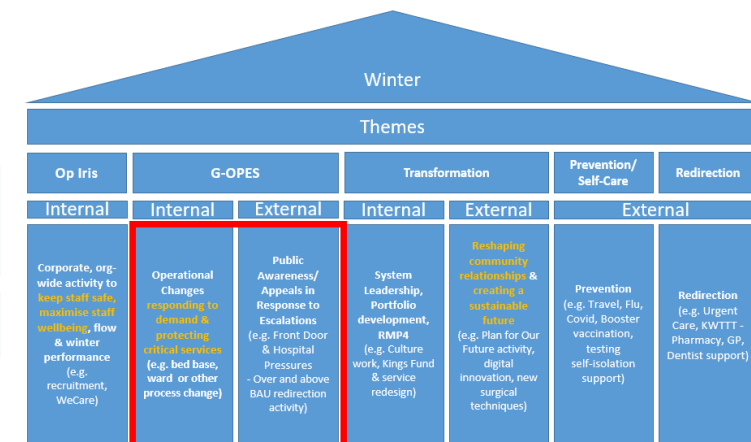 Winter
Themes
Op Iris
G-OPES
Transformation
Prevention/
Self-Care
Redirection
Internal
Internal
External
Internal
External
External
Corporate, org-
wide activity to
keep staff safe,
maximise staff
wellbeing, flow
& winter
performance
(e.g.
recruitment,
WeCare)
Operational
Changes
responding to
demand &
protecting
critical services
(e.g. bed base,
ward or other
process change)
Public
Awareness/
Appeals in
Response to
Escalations
(e.g. Front Door
& Hospital
Pressures
- Over and above
BAU redirection
activity)
System
Leadership,
Portfolio
development,
RMP4
(e.g. Culture
work, Kings Fund
& service
redesign)
Reshaping
community
relationships &
creating a
sustainable
future
(e.g. Plan for Our
Future activity,
digital
innovation, new
surgical
techniques)
Prevention
(e.g. Travel, Flu,
Covid, Booster
vaccination,
testing
self-isolation
support)
Redirection
(e.g. Urgent
Care, KWTTT -
Pharmacy, GP,
Dentist support)